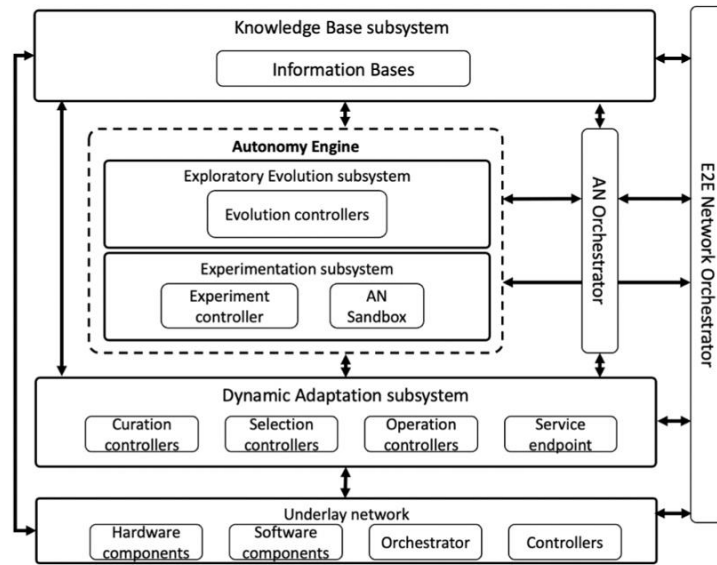 Knowledge Base subsystem
Information Bases
Autonomy Engine
Exploratory Evolution subsystem
Evolution controllers
Experimentation subsystem
Experiment
controller
AN
Sandbox
AN Orchestrator
E2E Network Orchestrator
Dynamic Adaptation subsystem
Curation
controllers
Selection
controllers
Operation
controllers
Service
endpoint
Underlay network
Hardware
components
Software
components
Orchestrator
Controllers